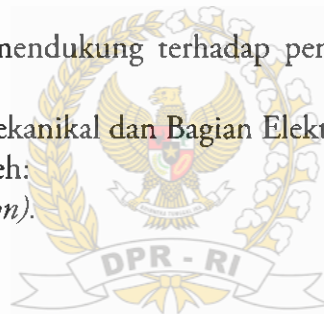 mendukung terhadap per
ekanikal dan Bagian Elekt
eh:
on).
DPR - RI